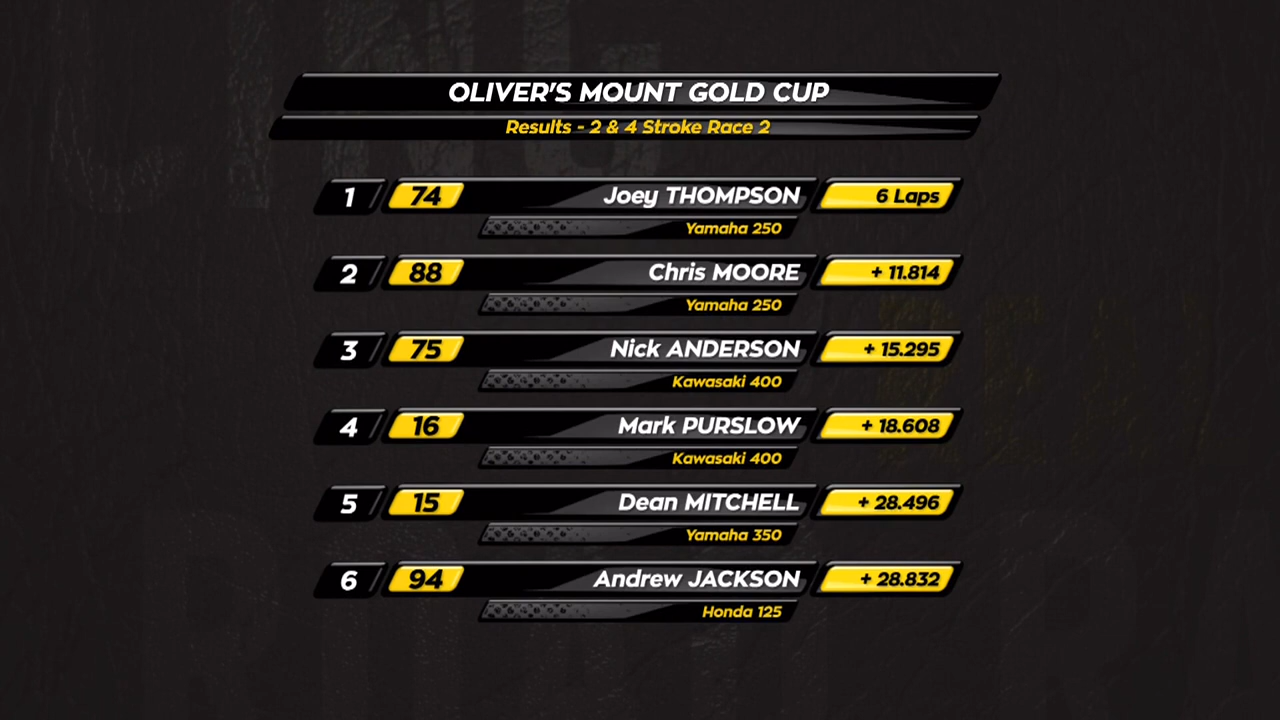 OLIVER'S MOUNT GOLD CUP
Results - 2 & 4 Stroke Race 2
1 74 Joey THOMPSON 6 Laps
Yamaha 250
2 88 Chris MOORE + 11.814
Yamaha 250
3 75 Nick ANDERSON + 15.295
Kawasaki 400
4 16 Mark PURSLOW + 18.608
Kawasaki 400
5 15 Dean MITCHELL + 28.496
Yamaha 350
6 94 Andrew JACKSON + 28.832
Honda 125